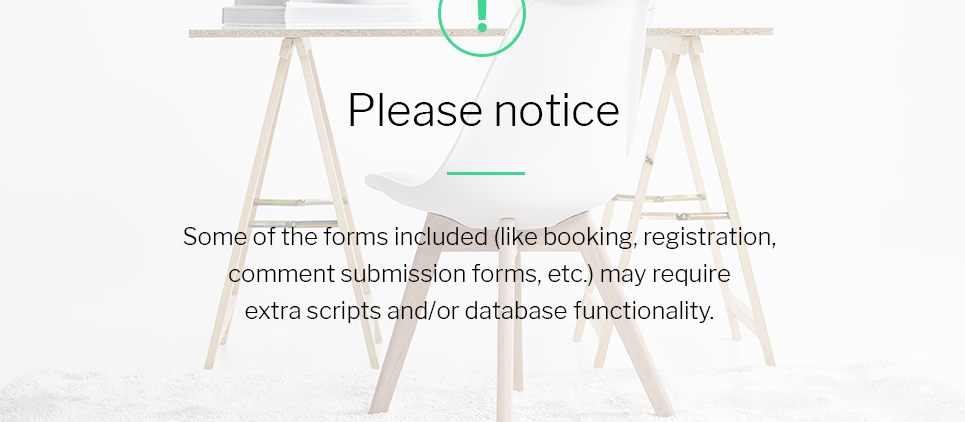 !
Please notice
Some of the forms included (like booking, registration,
comment submission forms, etc.) may require
extra scripts and/or database functionality.